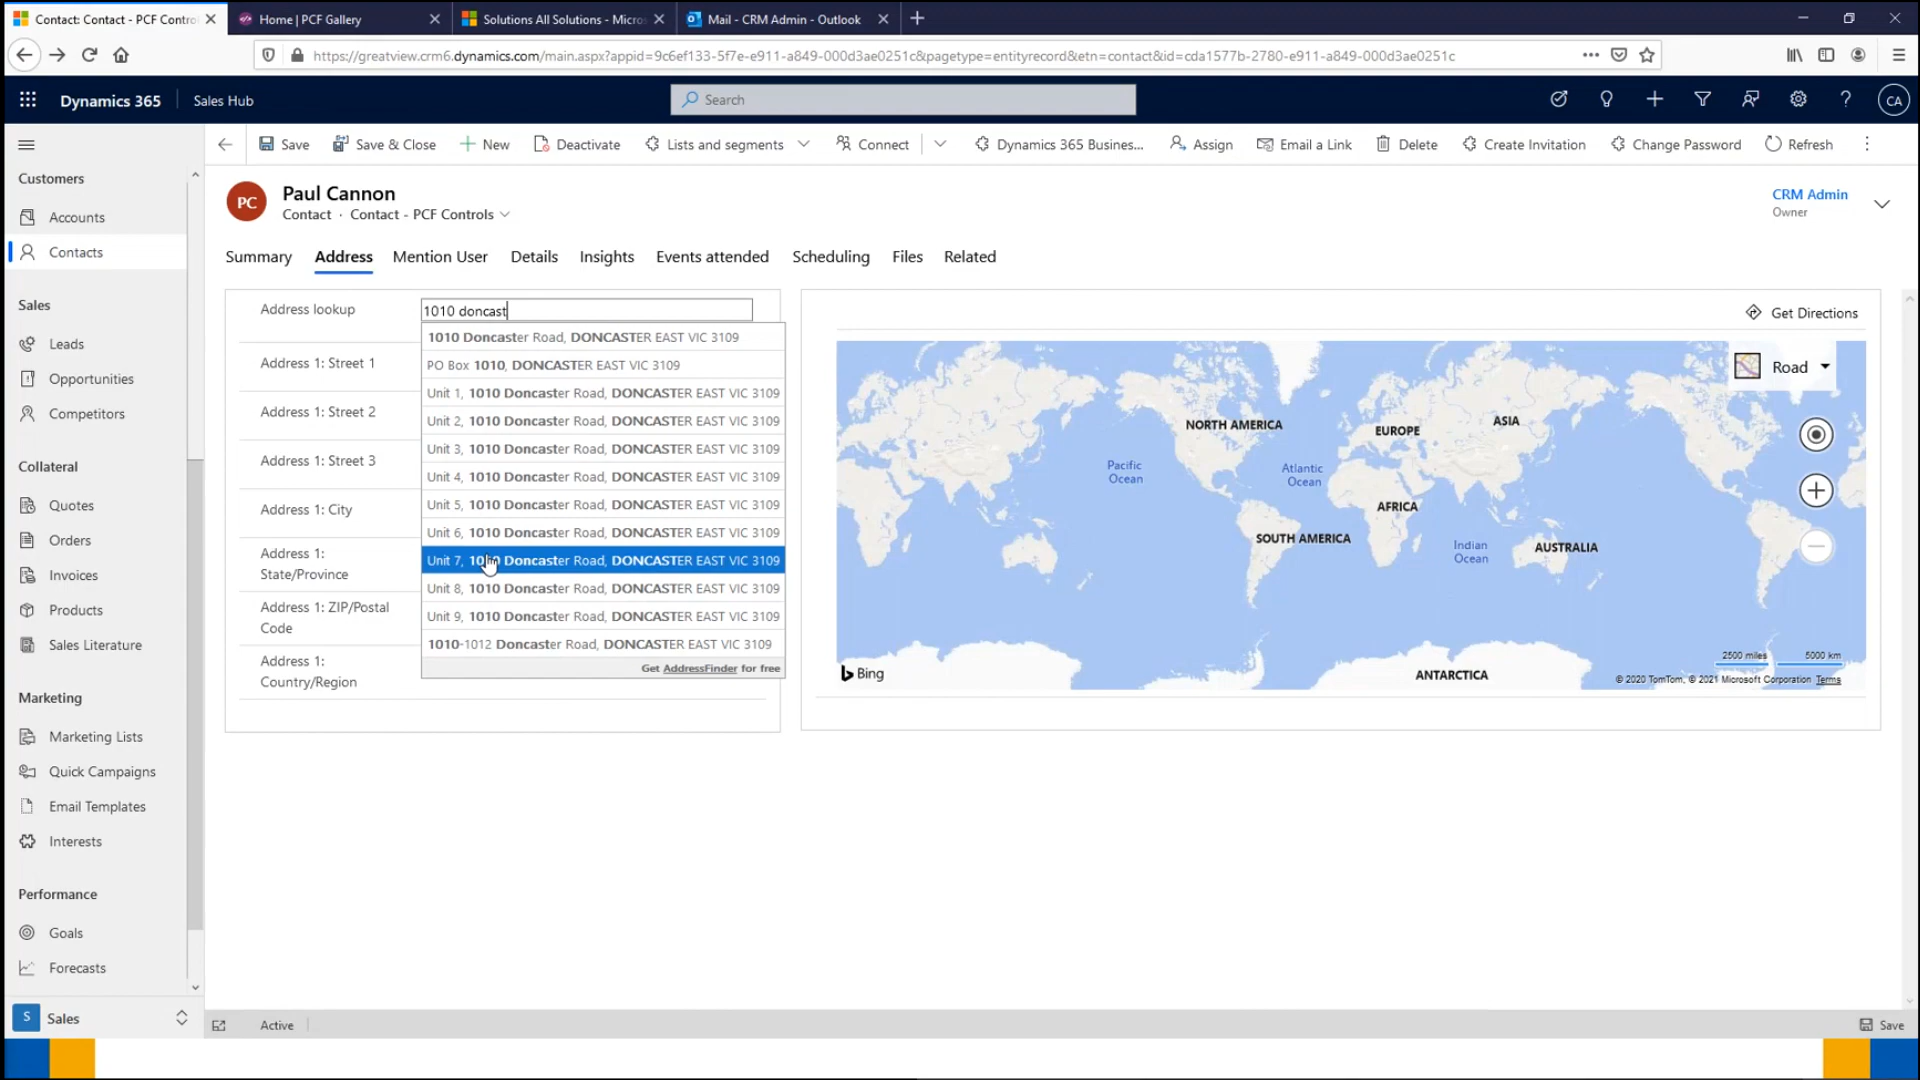 Contact: Contact - PCF Contro
Home | PCF Gallery
Solutions All Solutions - Micros
Mail - CRM Admin - Outlook
https://greatview.crm6.dynamics.com/main.aspx?appid=9c6ef133-5f7e-e911-a849-000d3ae0251c&pagetype=entityrecord&etn=contact&id=cda1577b-2780-e911-a849-000d3ae0251c
Dynamics 365
Sales Hub
Search
CA
Save
Save & Close
New
Deactivate
Lists and segments
Connect
Dynamics 365 Busines...
Assign
Email a Link
Delete
Create Invitation
Change Password
Refresh
PC
Paul Cannon
Contact · Contact - PCF Controls
CRM Admin
Owner
Summary
Address
Mention User
Details
Insights
Events attended
Scheduling
Files
Related
Customers
Accounts
Contacts
Sales
Leads
Opportunities
Competitors
Collateral
Quotes
Orders
Invoices
Products
Sales Literature
Marketing
Marketing Lists
Quick Campaigns
Email Templates
Interests
Performance
Goals
Forecasts
S
Sales
Address lookup
1010 doncast
Address 1: Street 1
Address 1: Street 2
Address 1: Street 3
Address 1: City
Address 1:
State/Province
Address 1: ZIP/Postal
Code
Address 1:
Country/Region
1010 Doncaster Road, DONCASTER EAST VIC 3109
PO Box 1010, DONCASTER EAST VIC 3109
Unit 1, 1010 Doncaster Road, DONCASTER EAST VIC 3109
Unit 2, 1010 Doncaster Road, DONCASTER EAST VIC 3109
Unit 3, 1010 Doncaster Road, DONCASTER EAST VIC 3109
Unit 4, 1010 Doncaster Road, DONCASTER EAST VIC 3109
Unit 5, 1010 Doncaster Road, DONCASTER EAST VIC 3109
Unit 6, 1010 Doncaster Road, DONCASTER EAST VIC 3109
Unit 7, 1010 Doncaster Road, DONCASTER EAST VIC 3109
Unit 8, 1010 Doncaster Road, DONCASTER EAST VIC 3109
Unit 9, 1010 Doncaster Road, DONCASTER EAST VIC 3109
1010-1012 Doncaster Road, DONCASTER EAST VIC 3109
Get AddressFinder for free
Get Directions
Road
NORTH AMERICA
EUROPE
ASIA
Pacific
Ocean
Atlantic
Ocean
AFRICA
SOUTH AMERICA
Indian
Ocean
AUSTRALIA
ANTARCTICA
Bing
2500 miles
5000 km
© 2020 TomTom, © 2021 Microsoft Corporation Terms
Active
Save